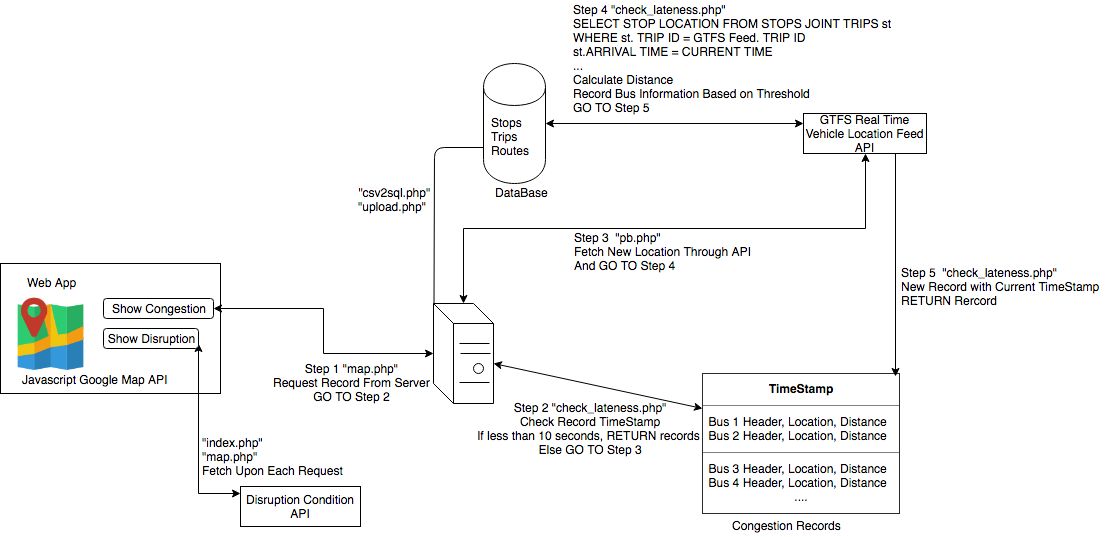 Step 4 "check_lateness.php"
SELECT STOP LOCATION FROM STOPS JOINT TRIPS st
WHERE st. TRIP ID = GTFS Feed. TRIP ID
st.ARRIVAL TIME = CURRENT TIME
...
Calculate Distance
Record Bus Information Based on Threshold
GO TO Step 5
Stops
Trips
Routes
DataBase
GTFS Real Time
Vehicle Location Feed
API
"csv2sql.php"
"upload.php"
Step 3 "pb.php"
Fetch New Location Through API
And GO TO Step 4
Step 5 "check_lateness.php"
New Record with Current TimeStamp
RETURN Rercord
Web App
Show Congestion
Show Disruption
Javascript Google Map API
Step 1 "map.php"
Request Record From Server
GO TO Step 2
Step 2 "check_lateness.php"
Check Record TimeStamp
If less than 10 seconds, RETURN records
Else GO TO Step 3
TimeStamp
Bus 1 Header, Location, Distance
Bus 2 Header, Location, Distance
Bus 3 Header, Location, Distance
Bus 4 Header, Location, Distance
....
Congestion Records
"index.php"
"map.php"
Fetch Upon Each Request
Disruption Condition
API